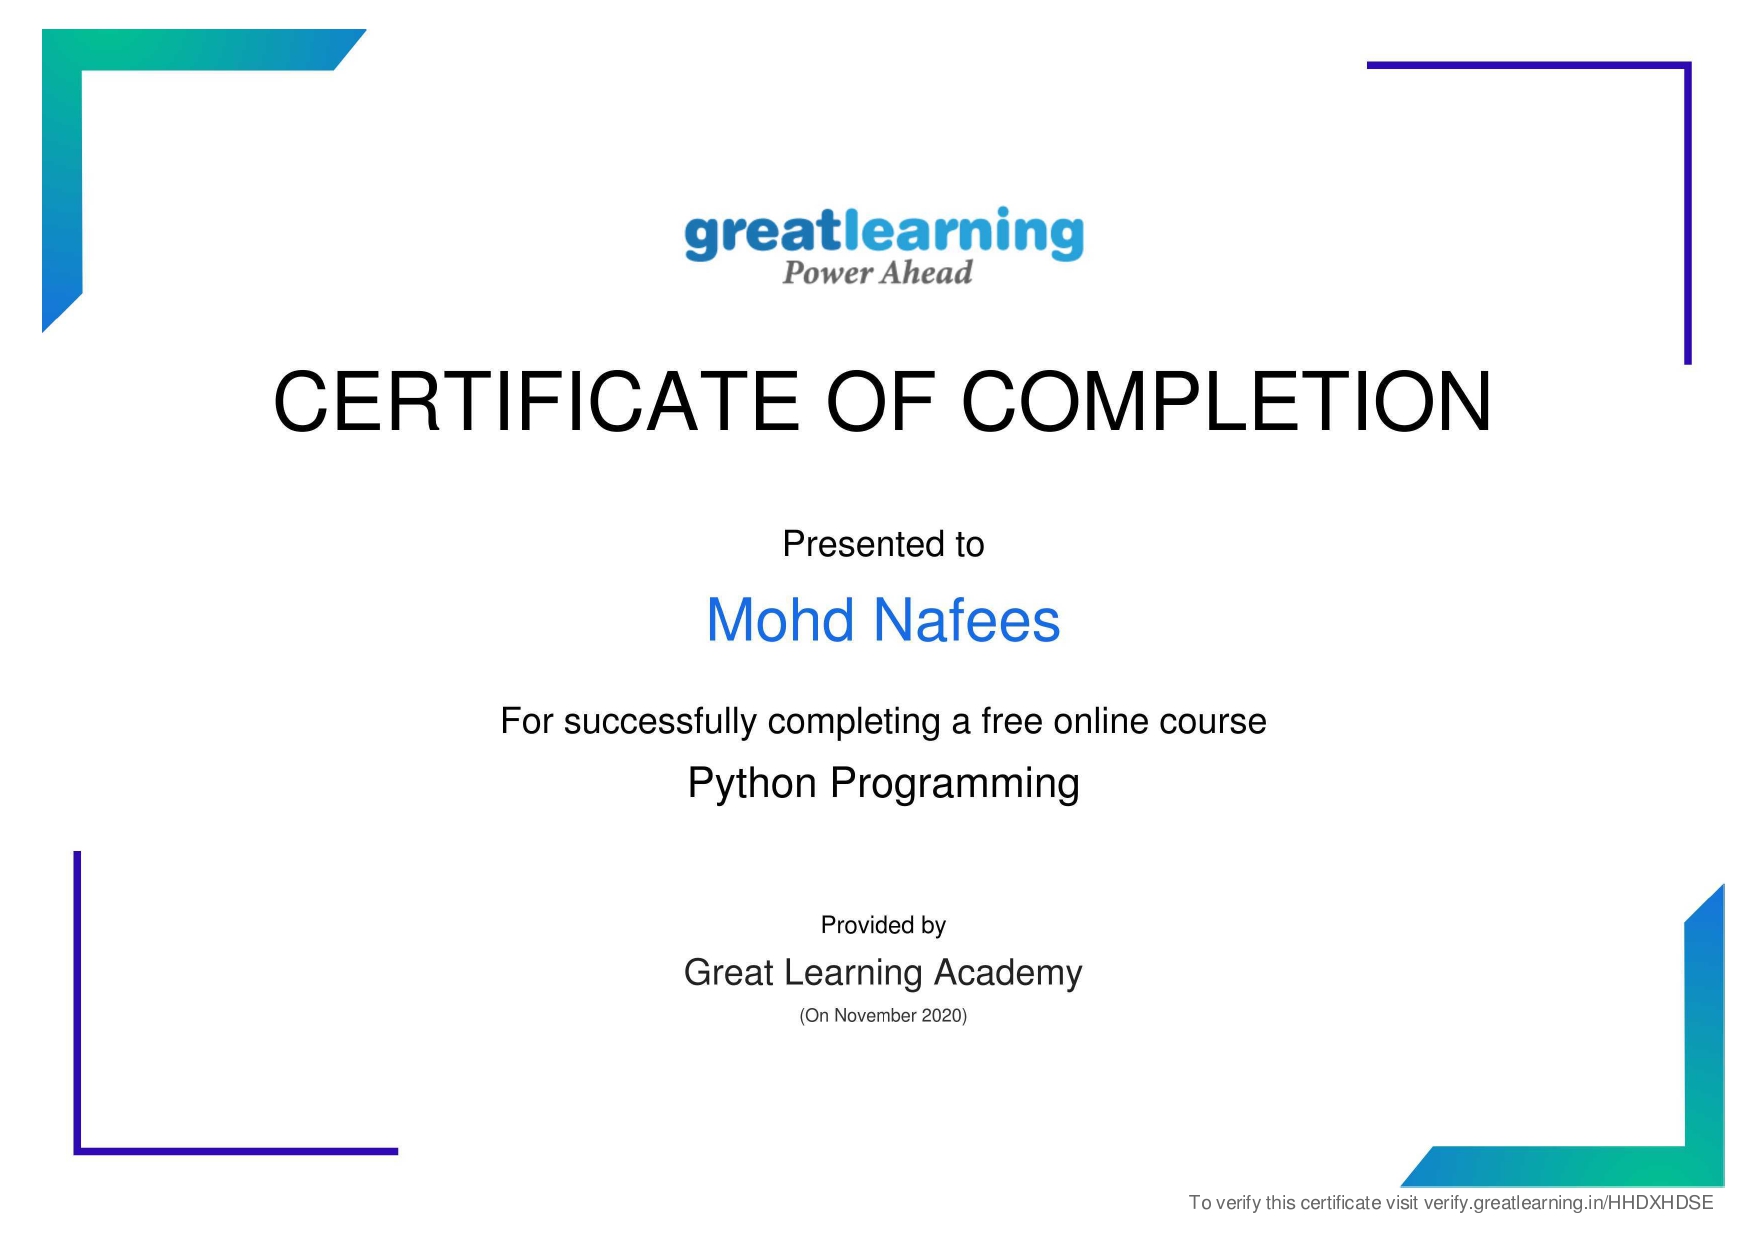 greatlearning
Power Ahead
CERTIFICATE OF COMPLETION
Presented to
Mohd Nafees
For successfully completing a free online course
Python Programming
Provided by
Great Learning Academy
(On November 2020)
To verify this certificate visit verify.greatlearning.in/HHDXHDSE